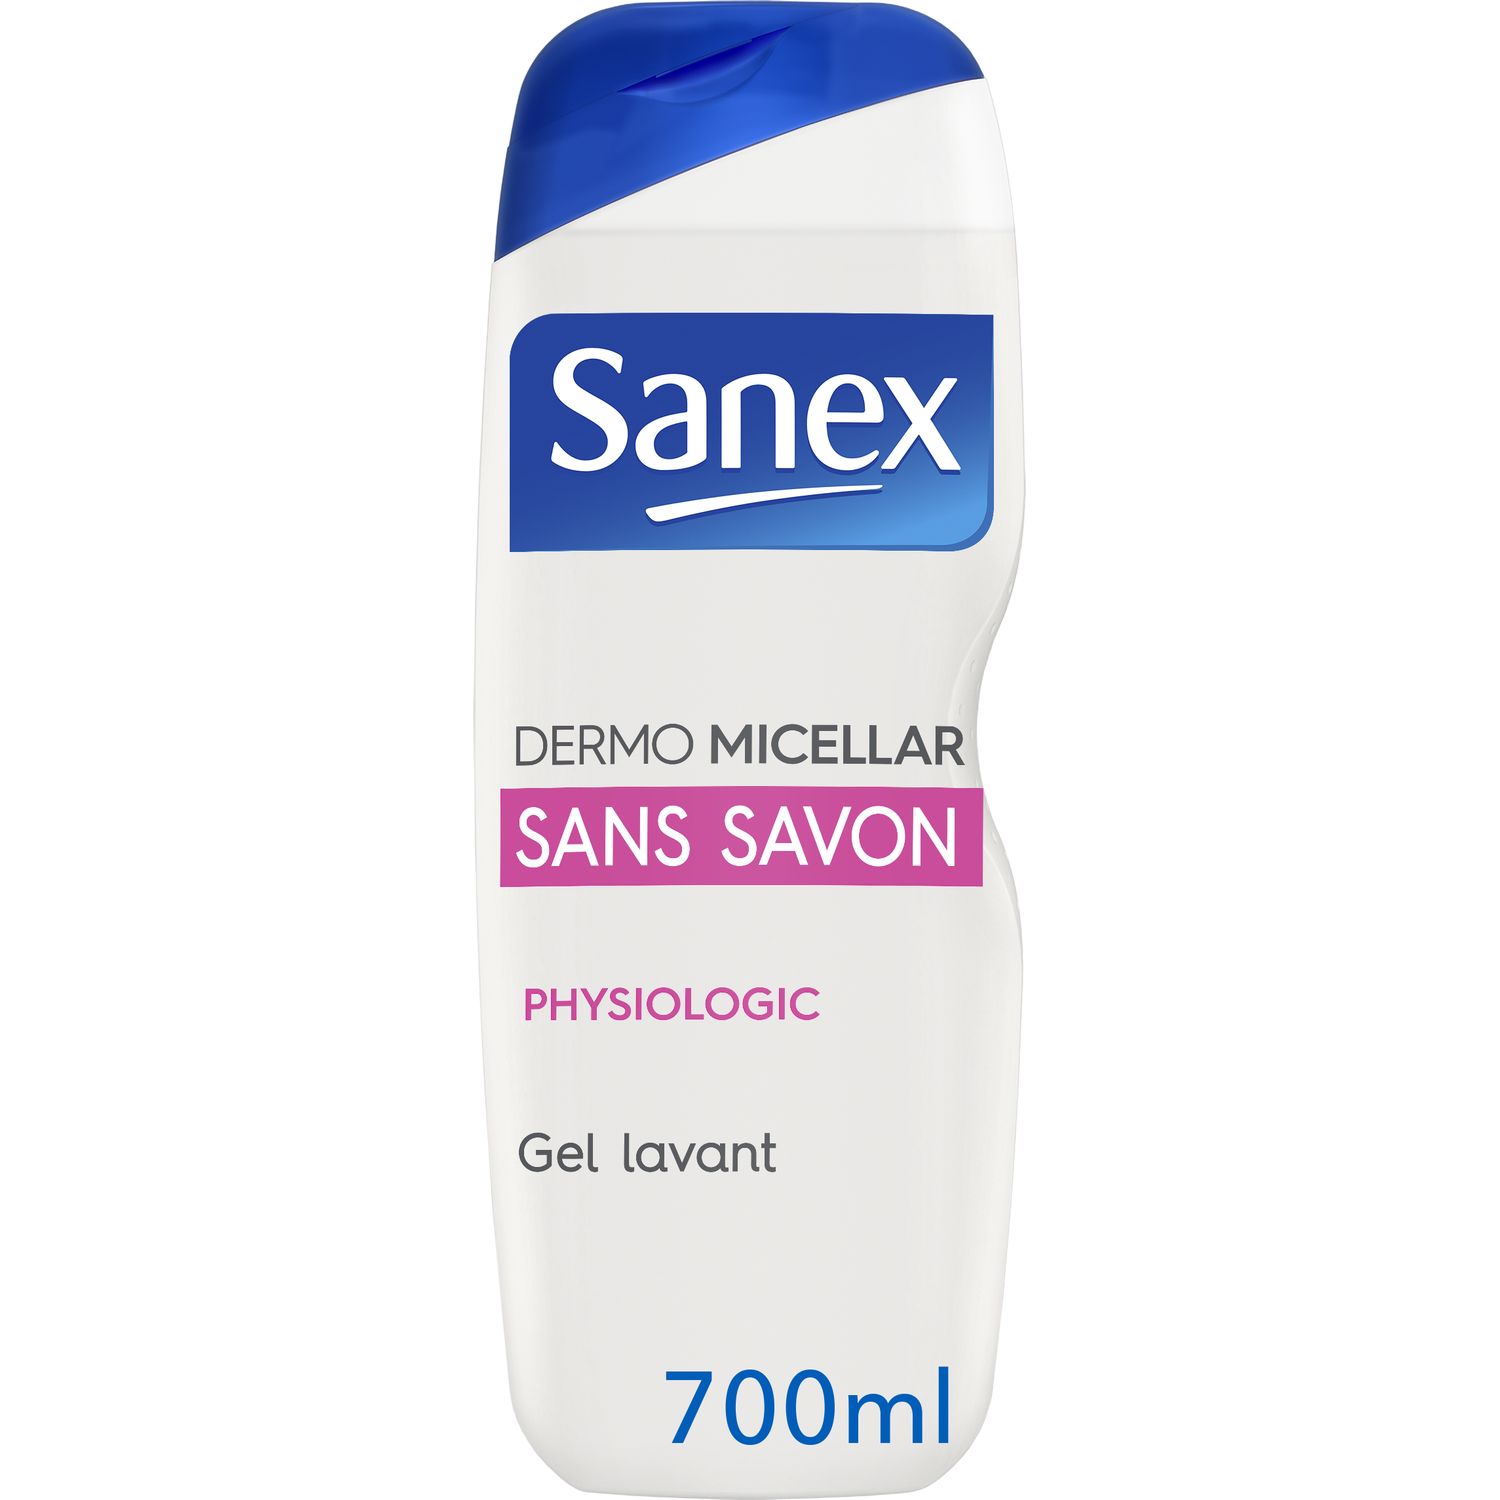 Sanex
DERMO MICELLAR
SANS SAVON
PHYSIOLOGIC
Gel lavant
700ml